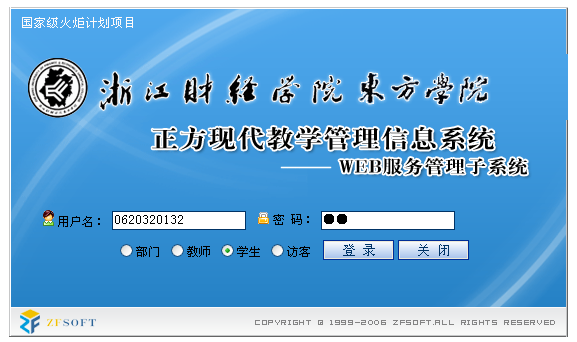 国家级火炬计划项目
浙江财经学院东方学院
正方现代教学管理信息系统
——— WEB服务管理子系统
用户名： 0620320132 密 码： ●●
部门 教师 学生 访客 登 录 关 闭
ZFSOFT COPYRIGHT @ 1999-2006 ZFSOFT.ALL RIGHTS RESERVED